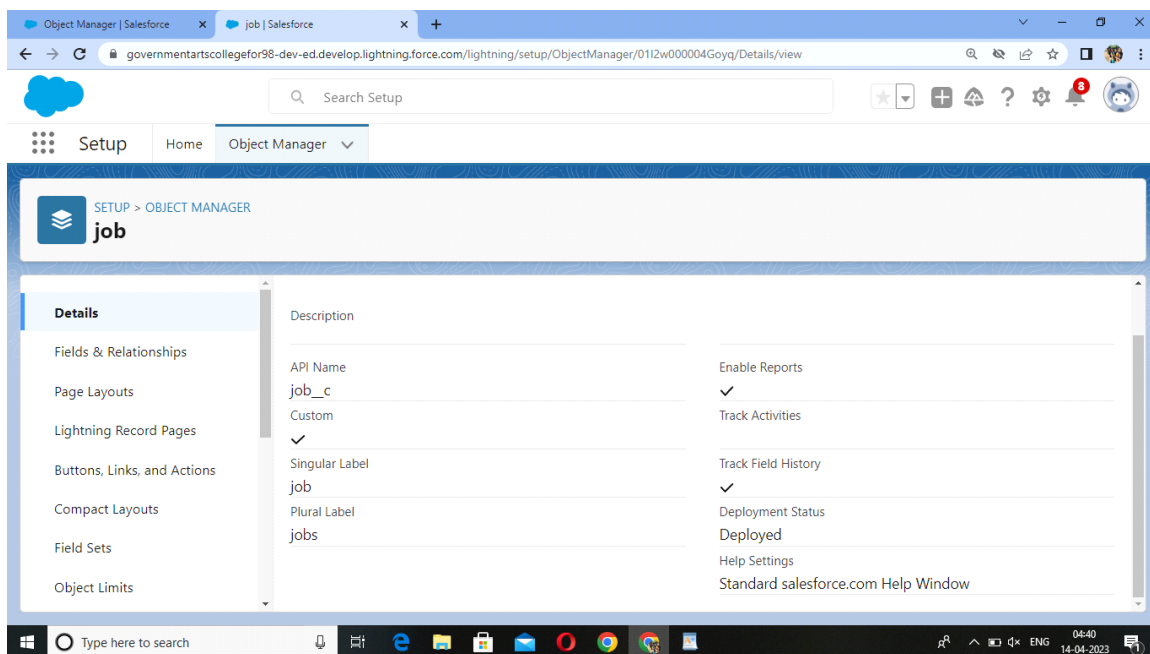 Object Manager | Salesforce
job | Salesforce
governmentartscollegefor98-dev-ed.develop.lightning.force.com/lightning/setup/ObjectManager/01I2w000004Goyq/Details/view
Search Setup
8
Setup
Home
Object Manager
SETUP > OBJECT MANAGER
job
Details
Fields & Relationships
Page Layouts
Lightning Record Pages
Buttons, Links, and Actions
Compact Layouts
Field Sets
Object Limits
Description
API Name
job__c
Custom
Singular Label
job
Plural Label
jobs
Enable Reports
Track Activities
Track Field History
Deployment Status
Deployed
Help Settings
Standard salesforce.com Help Window
Type here to search
ENG
04:40
14-04-2023
1